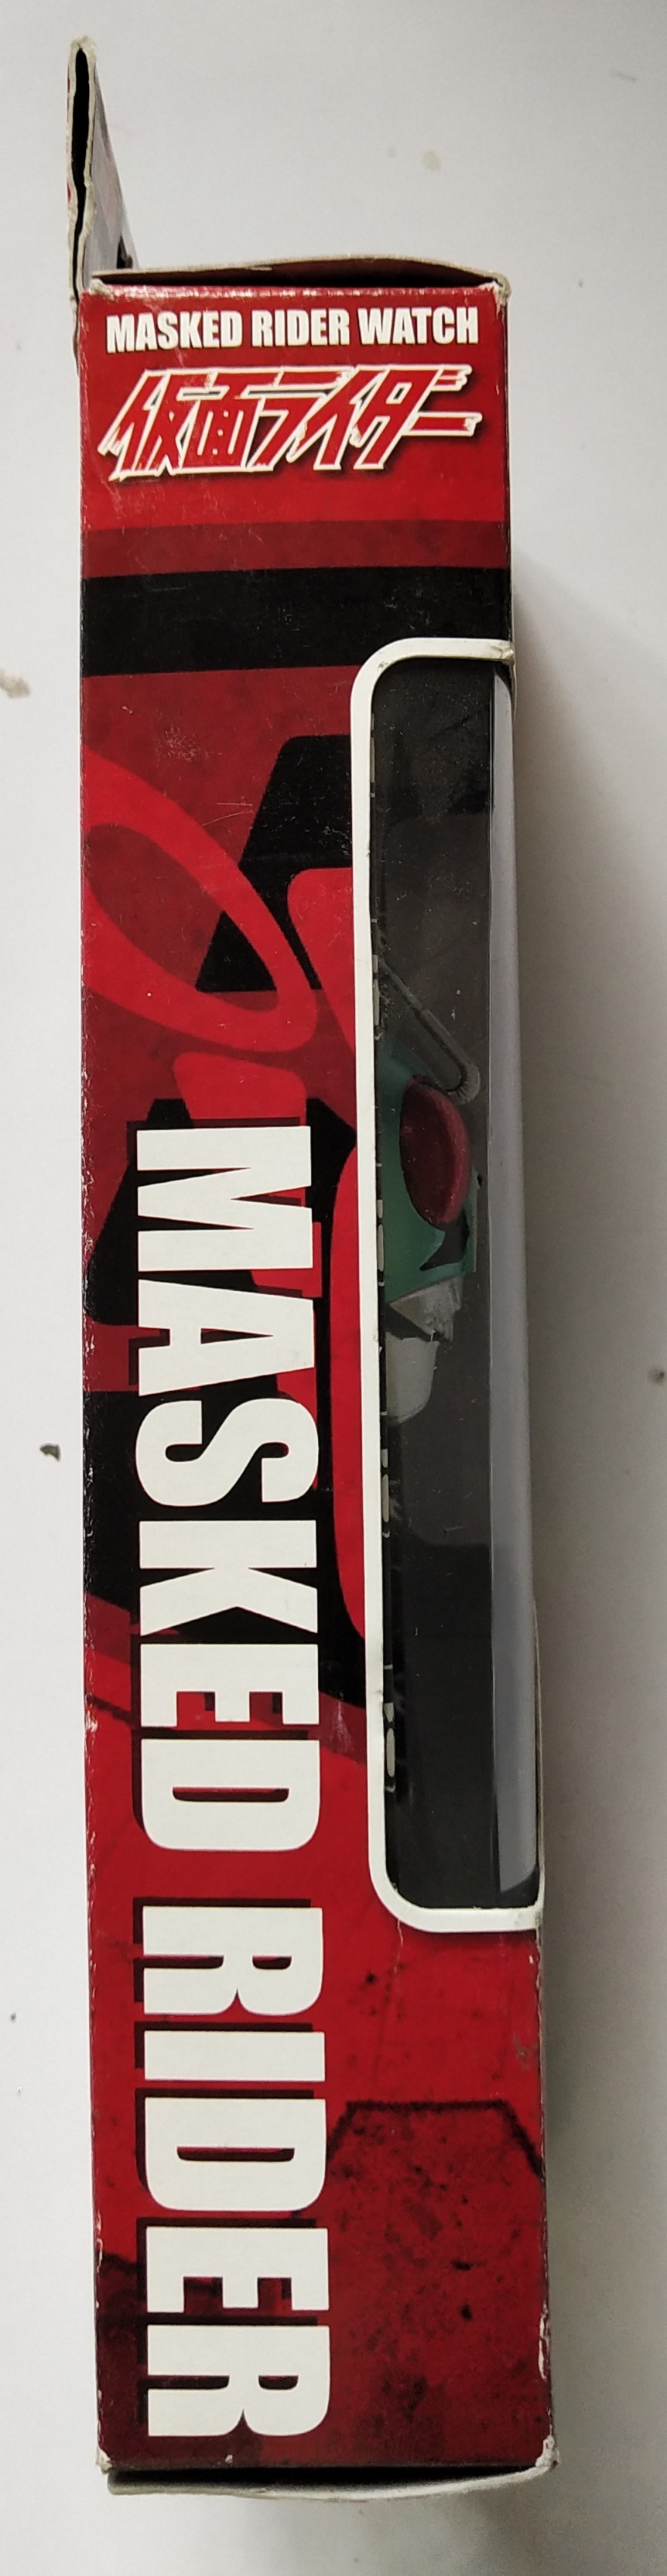 MASKED RIDER WATCH
仮面ライダー
MASKED RIDER